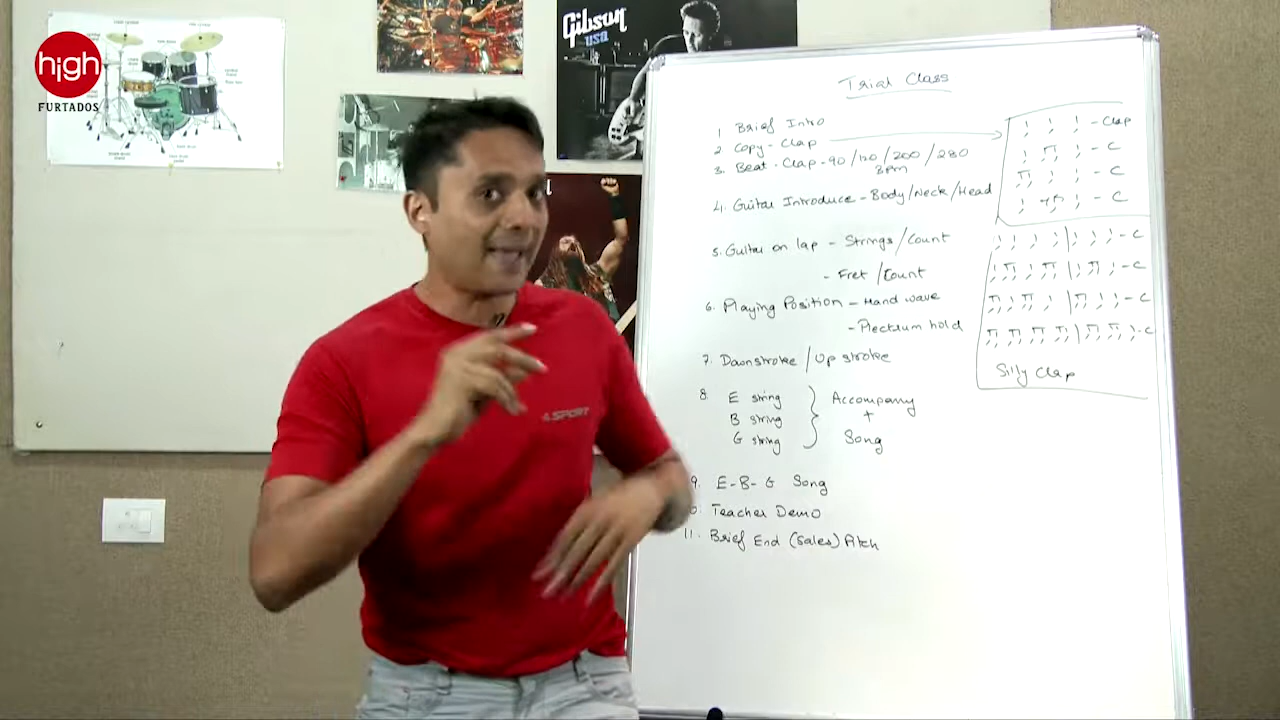 high
FURTADOS
Gibson
USA
SPORT
Trial Class
1 Brief Intro
2 Copy - Clap
3. Beat - Clap - 90/120/200/280
BPM
4. Guitar Introduce - Body/Neck/Head
5. Guitar on lap - Strings/Count
- Fret/Count
6. Playing Position - Hand wave
- Plectrum hold
7. Downstroke/Up stroke
8. E string
B string
G string
Accompany
+
Song
9. E-B-G Song
0. Teacher Demo
11. Brief End (Sales) Pitch
- Clap
- C
- C
- C
- C
- C
- C
- C
Silly Clap